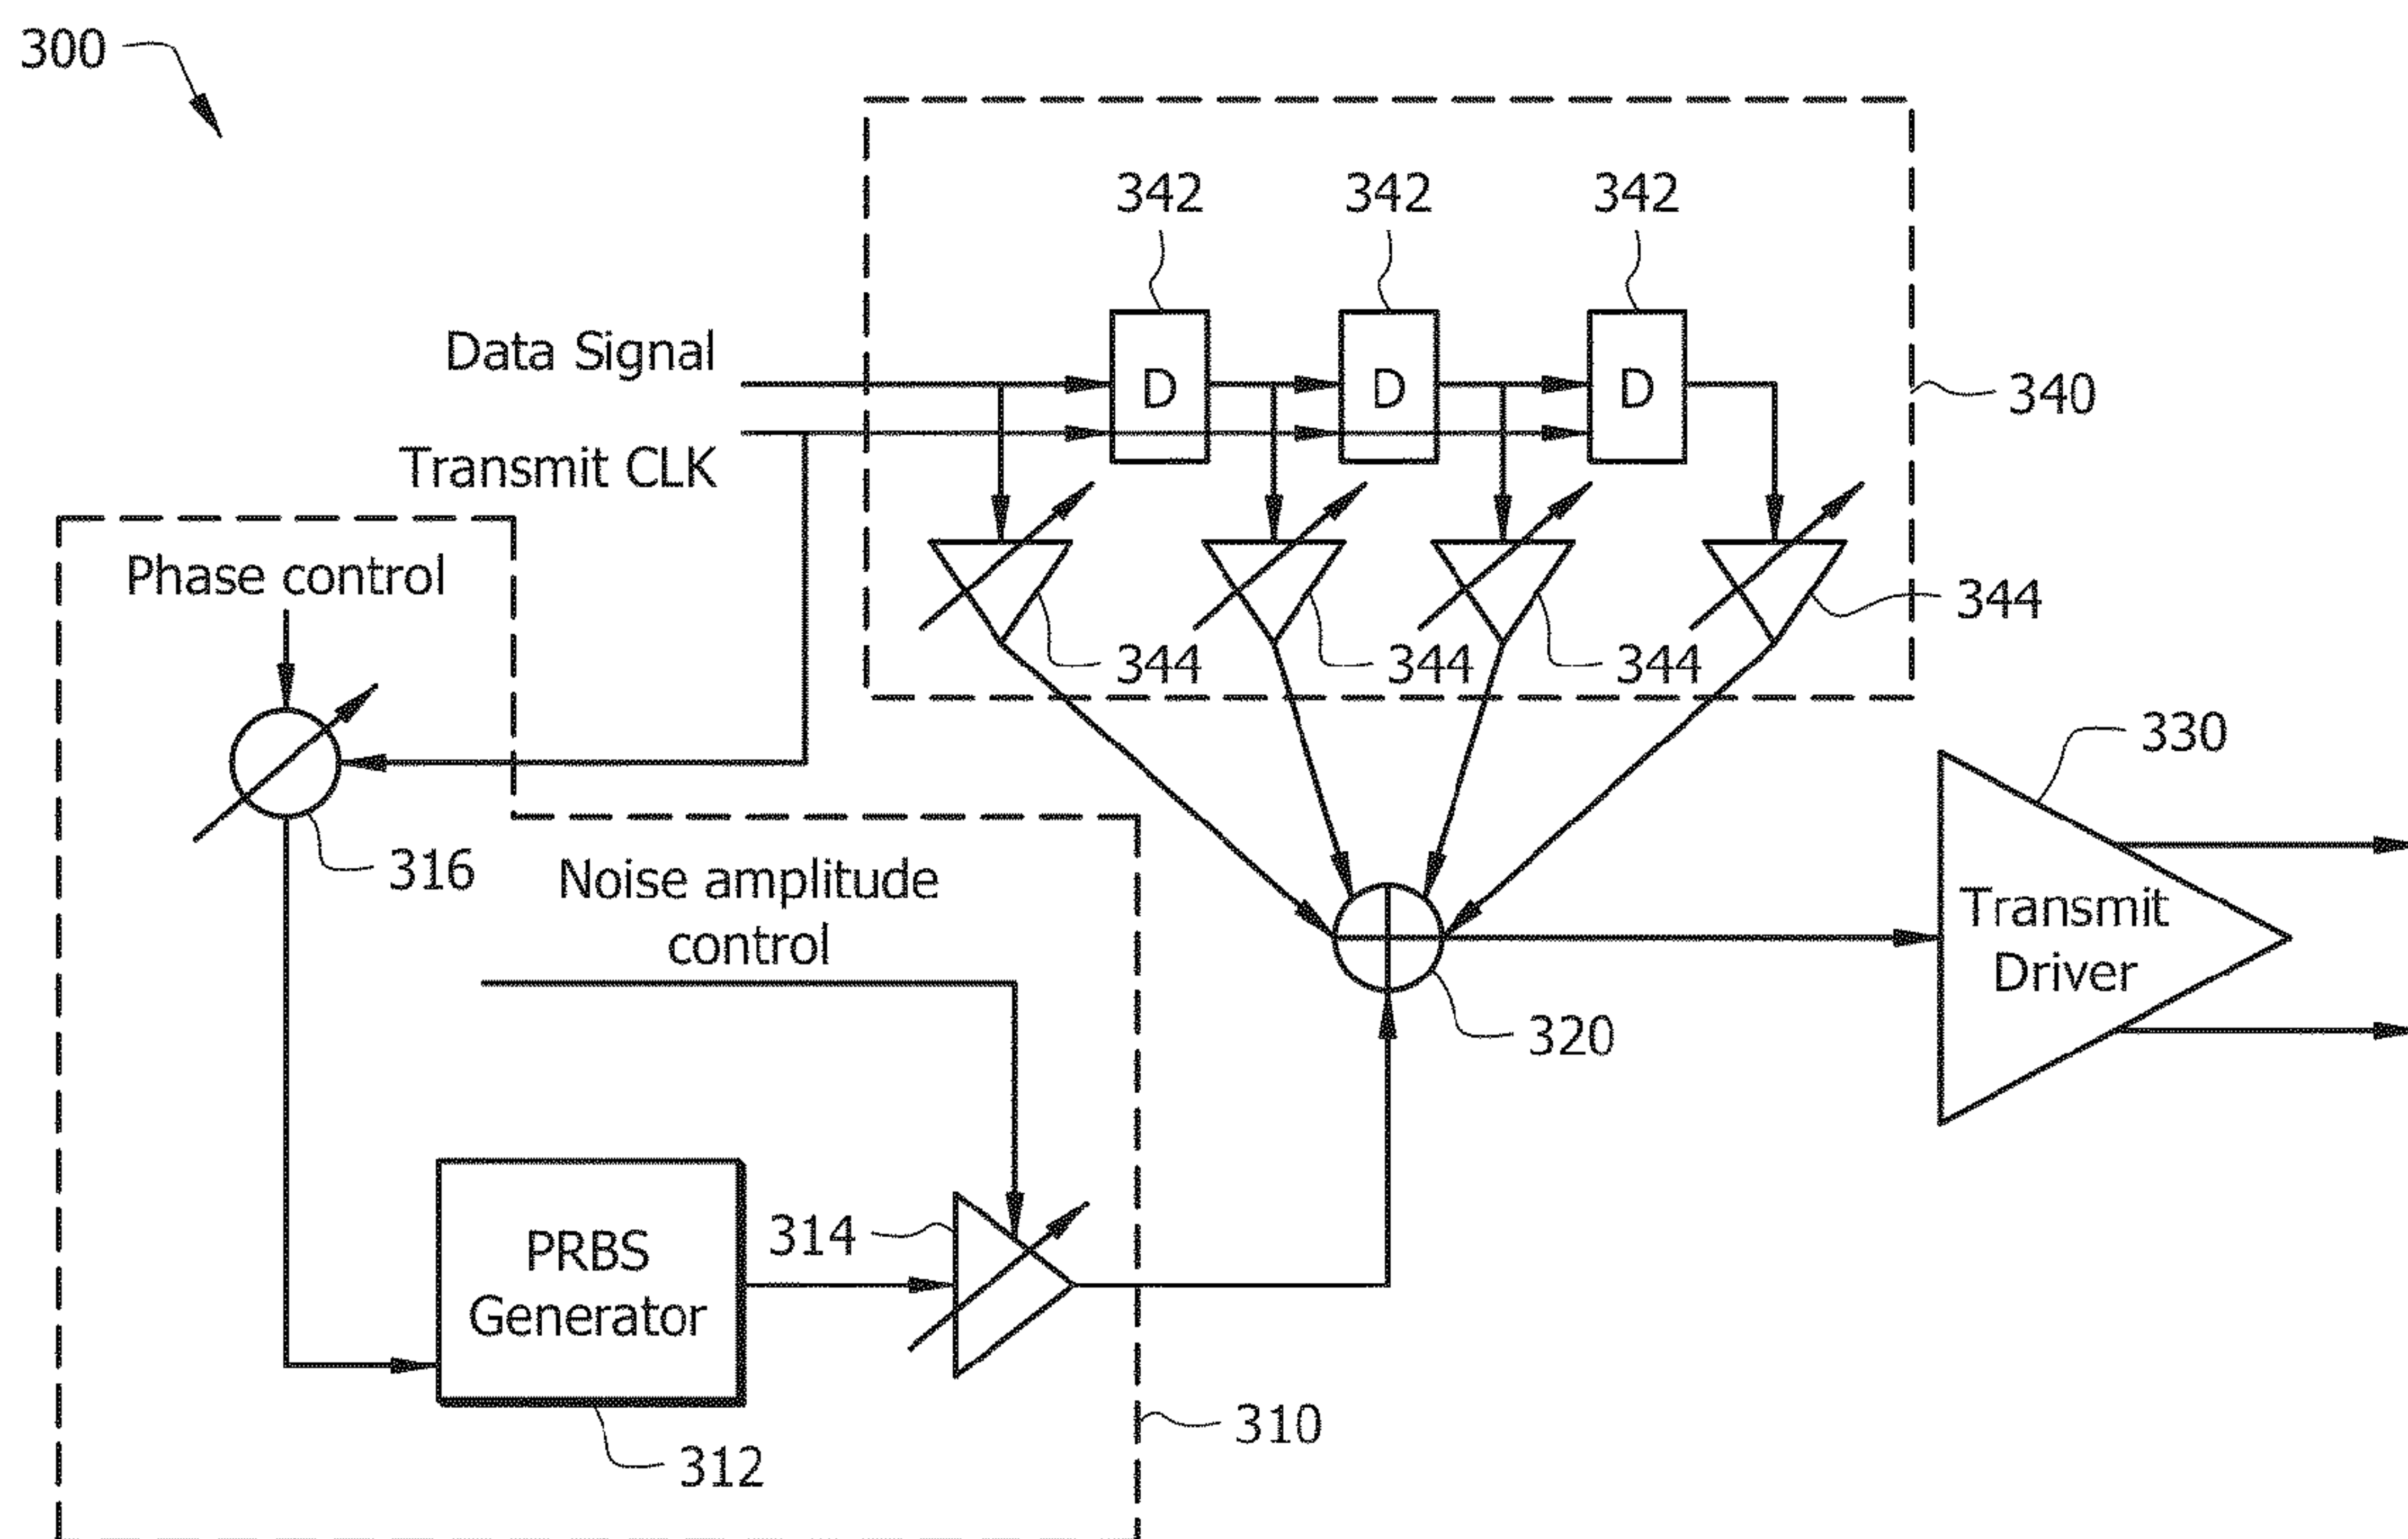 300
342 342 342
Data Signal
D D D
340
Transmit CLK
Phase control
344
344 344 344
330
316
Noise amplitude
control
Transmit
Driver
320
314
PRBS
Generator
310
312